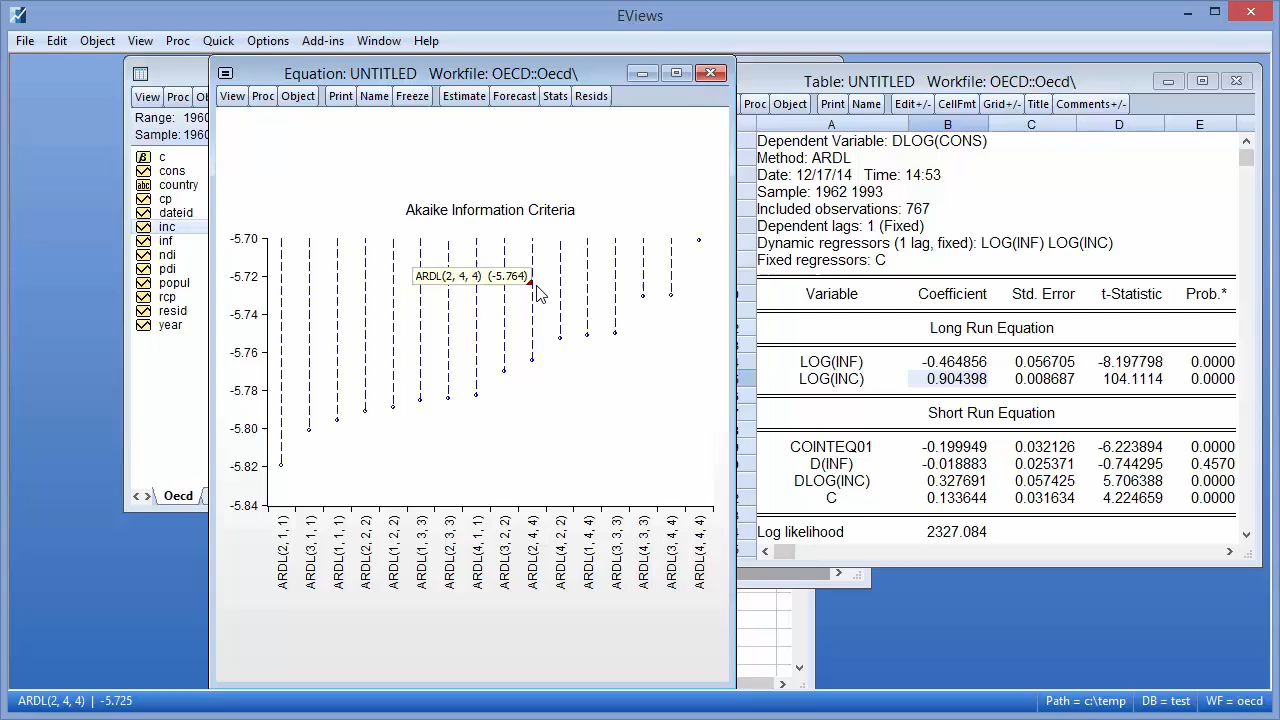 EViews
File Edit Object View Proc Quick Options Add-ins Window Help
View Proc Ob
Range: 1960
Sample: 1960
c
cons
country
cp
dateid
inc
inf
ndi
pdi
popul
rcp
resid
year
Oecd
Equation: UNTITLED Workfile: OECD::Oecd\
View Proc Object Print Name Freeze Estimate Forecast Stats Resids
Akaike Information Criteria
-5.70
-5.72
-5.74
-5.76
-5.78
-5.80
-5.82
-5.84
ARDL(2, 4, 4) (-5.764)
ARDL(2, 1, 1)
ARDL(3, 1, 1)
ARDL(1, 1, 1)
ARDL(2, 2, 2)
ARDL(1, 2, 2)
ARDL(1, 3, 3)
ARDL(2, 3, 3)
ARDL(4, 1, 1)
ARDL(3, 2, 2)
ARDL(2, 4, 4)
ARDL(4, 2, 2)
ARDL(1, 4, 4)
ARDL(3, 3, 3)
ARDL(4, 3, 3)
ARDL(3, 4, 4)
ARDL(4, 4, 4)
Table: UNTITLED Workfile: OECD::Oecd\
Proc Object Print Name Edit+/- CellFmt Grid+/- Title Comments+/-
A B C D E
Dependent Variable: DLOG(CONS)
Method: ARDL
Date: 12/17/14 Time: 14:53
Sample: 1962 1993
Included observations: 767
Dependent lags: 1 (Fixed)
Dynamic regressors (1 lag, fixed): LOG(INF) LOG(INC)
Fixed regressors: C
Variable Coefficient Std. Error t-Statistic Prob.*
Long Run Equation
LOG(INF) -0.464856 0.056705 -8.197798 0.0000
LOG(INC) 0.904398 0.008687 104.1114 0.0000
Short Run Equation
COINTEQ01 -0.199949 0.032126 -6.223894 0.0000
D(INF) -0.018883 0.025371 -0.744295 0.4570
DLOG(INC) 0.327691 0.057425 5.706388 0.0000
C 0.133644 0.031634 4.224659 0.0000
Log likelihood 2327.084
ARDL(2, 4, 4) | -5.725
Path = c:\temp DB = test WF = oecd